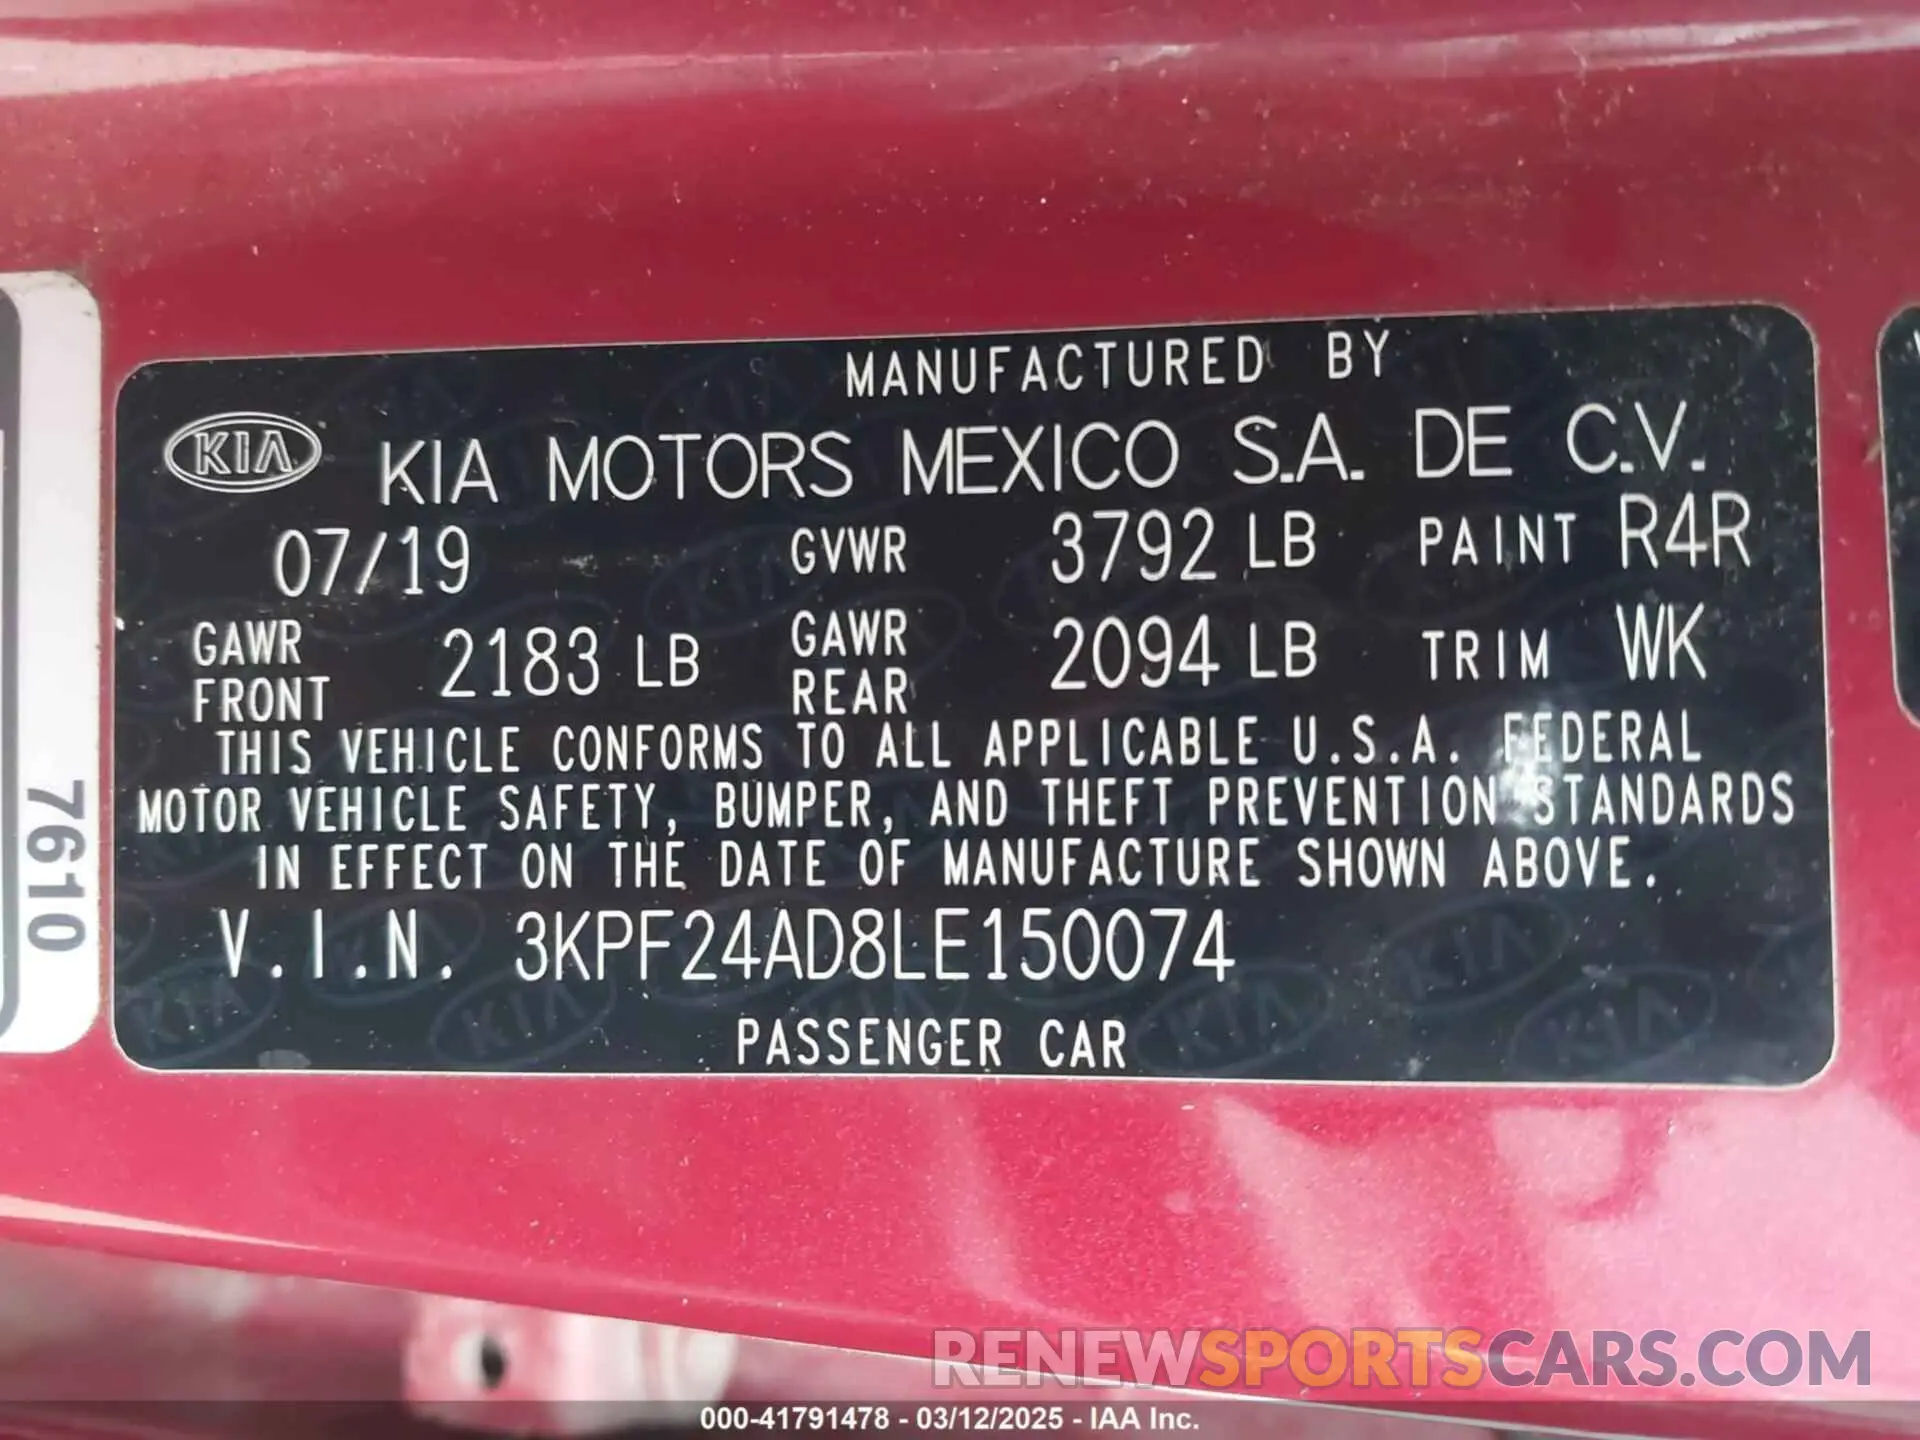 MANUFACTURED BY
KIA KIA MOTORS MEXICO S.A. DE C.V.
07/19 GVWR 3792 LB PAINT R4R
GAWR FRONT 2183 LB GAWR REAR 2094 LB TRIM WK
THIS VEHICLE CONFORMS TO ALL APPLICABLE U.S.A. FEDERAL
MOTOR VEHICLE SAFETY, BUMPER, AND THEFT PREVENTION STANDARDS
IN EFFECT ON THE DATE OF MANUFACTURE SHOWN ABOVE.
V.I.N. 3KPF24AD8LE150074
PASSENGER CAR
7610
RENEWSPORTSCARS.COM
000-41791478 - 03/12/2025 - IAA Inc.